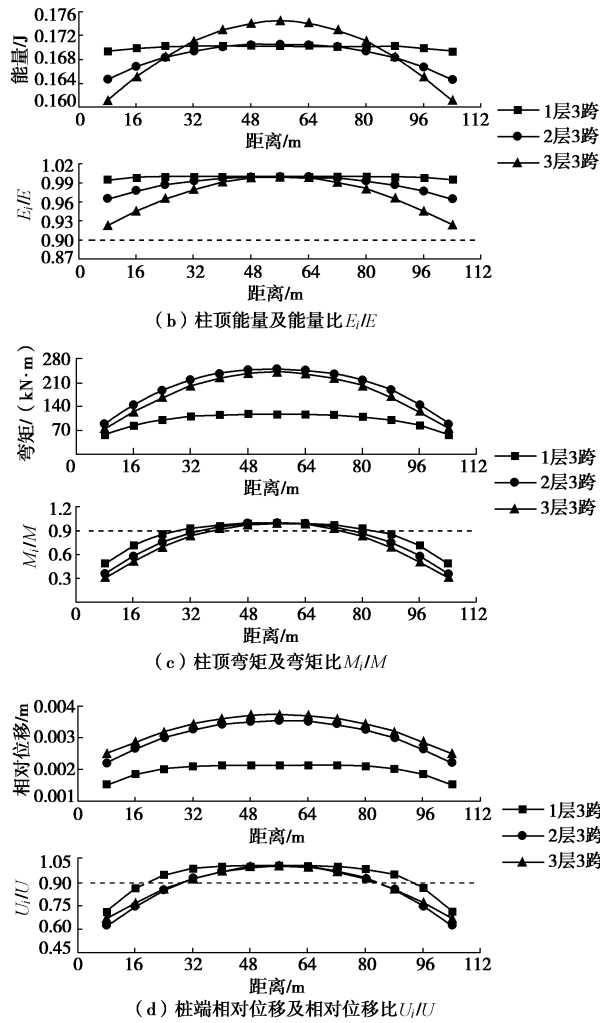 0.176
0.172
0.168
0.164
0.160
能量/J
0 16 32 48 64 80 96 112
距离/m
1层3跨
2层3跨
3层3跨
1.02
0.99
0.96
0.93
0.90
0.87
Ei/E
0 16 32 48 64 80 96 112
距离/m
(b)柱顶能量及能量比Ei/E
280
210
140
70
弯矩/(kN·m)
0 16 32 48 64 80 96 112
距离/m
1层3跨
2层3跨
3层3跨
1.2
0.9
0.6
0.3
Mi/M
0 16 32 48 64 80 96 112
距离/m
(c)柱顶弯矩及弯矩比Mi/M
0.004
0.003
0.002
0.001
相对位移/m
0 16 32 48 64 80 96 112
距离/m
1层3跨
2层3跨
3层3跨
1.05
0.90
0.75
0.60
0.45
Ui/U
0 16 32 48 64 80 96 112
距离/m
(d)桩端相对位移及相对位移比Ui/U